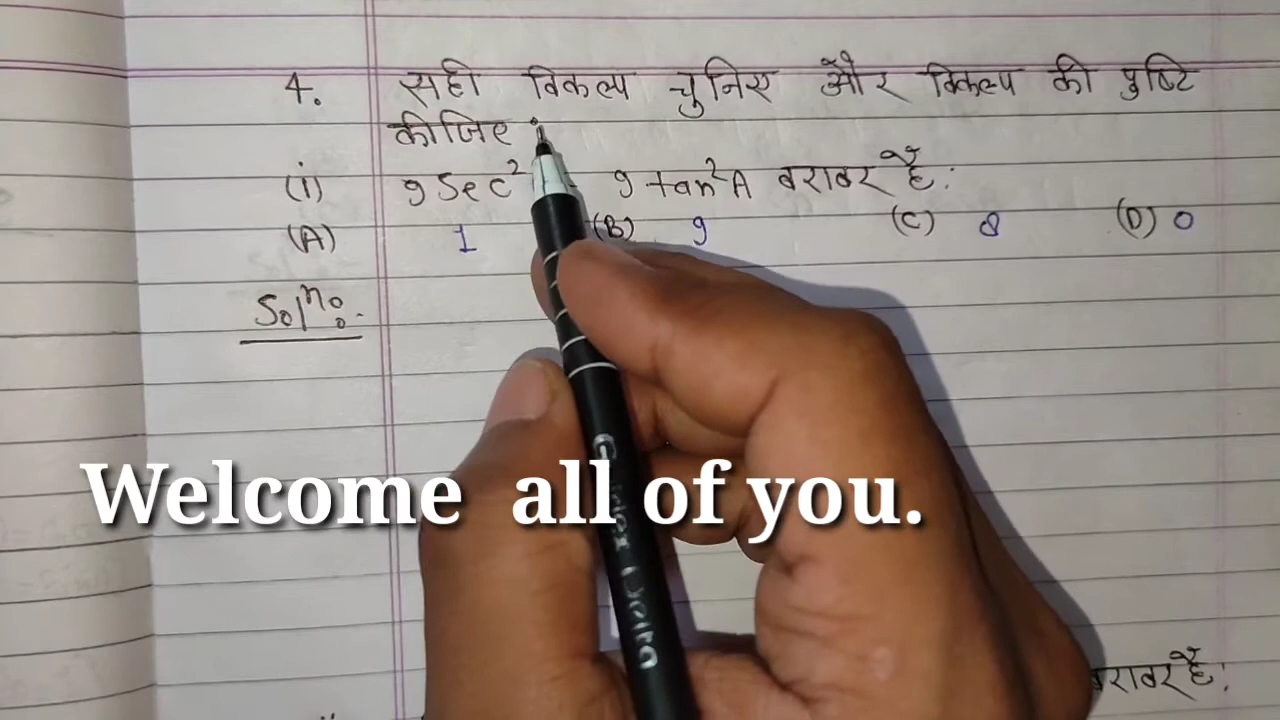 4. सही विकल्प चुनिए और विकल्प की पुष्टि
कीजिए :
(i) 9 Sec² - 9 tan²A बराबर है :
(A) 1 (B) 9 (C) 8 (D) 0
Solⁿ॰
Welcome all of you.
बराबर है :